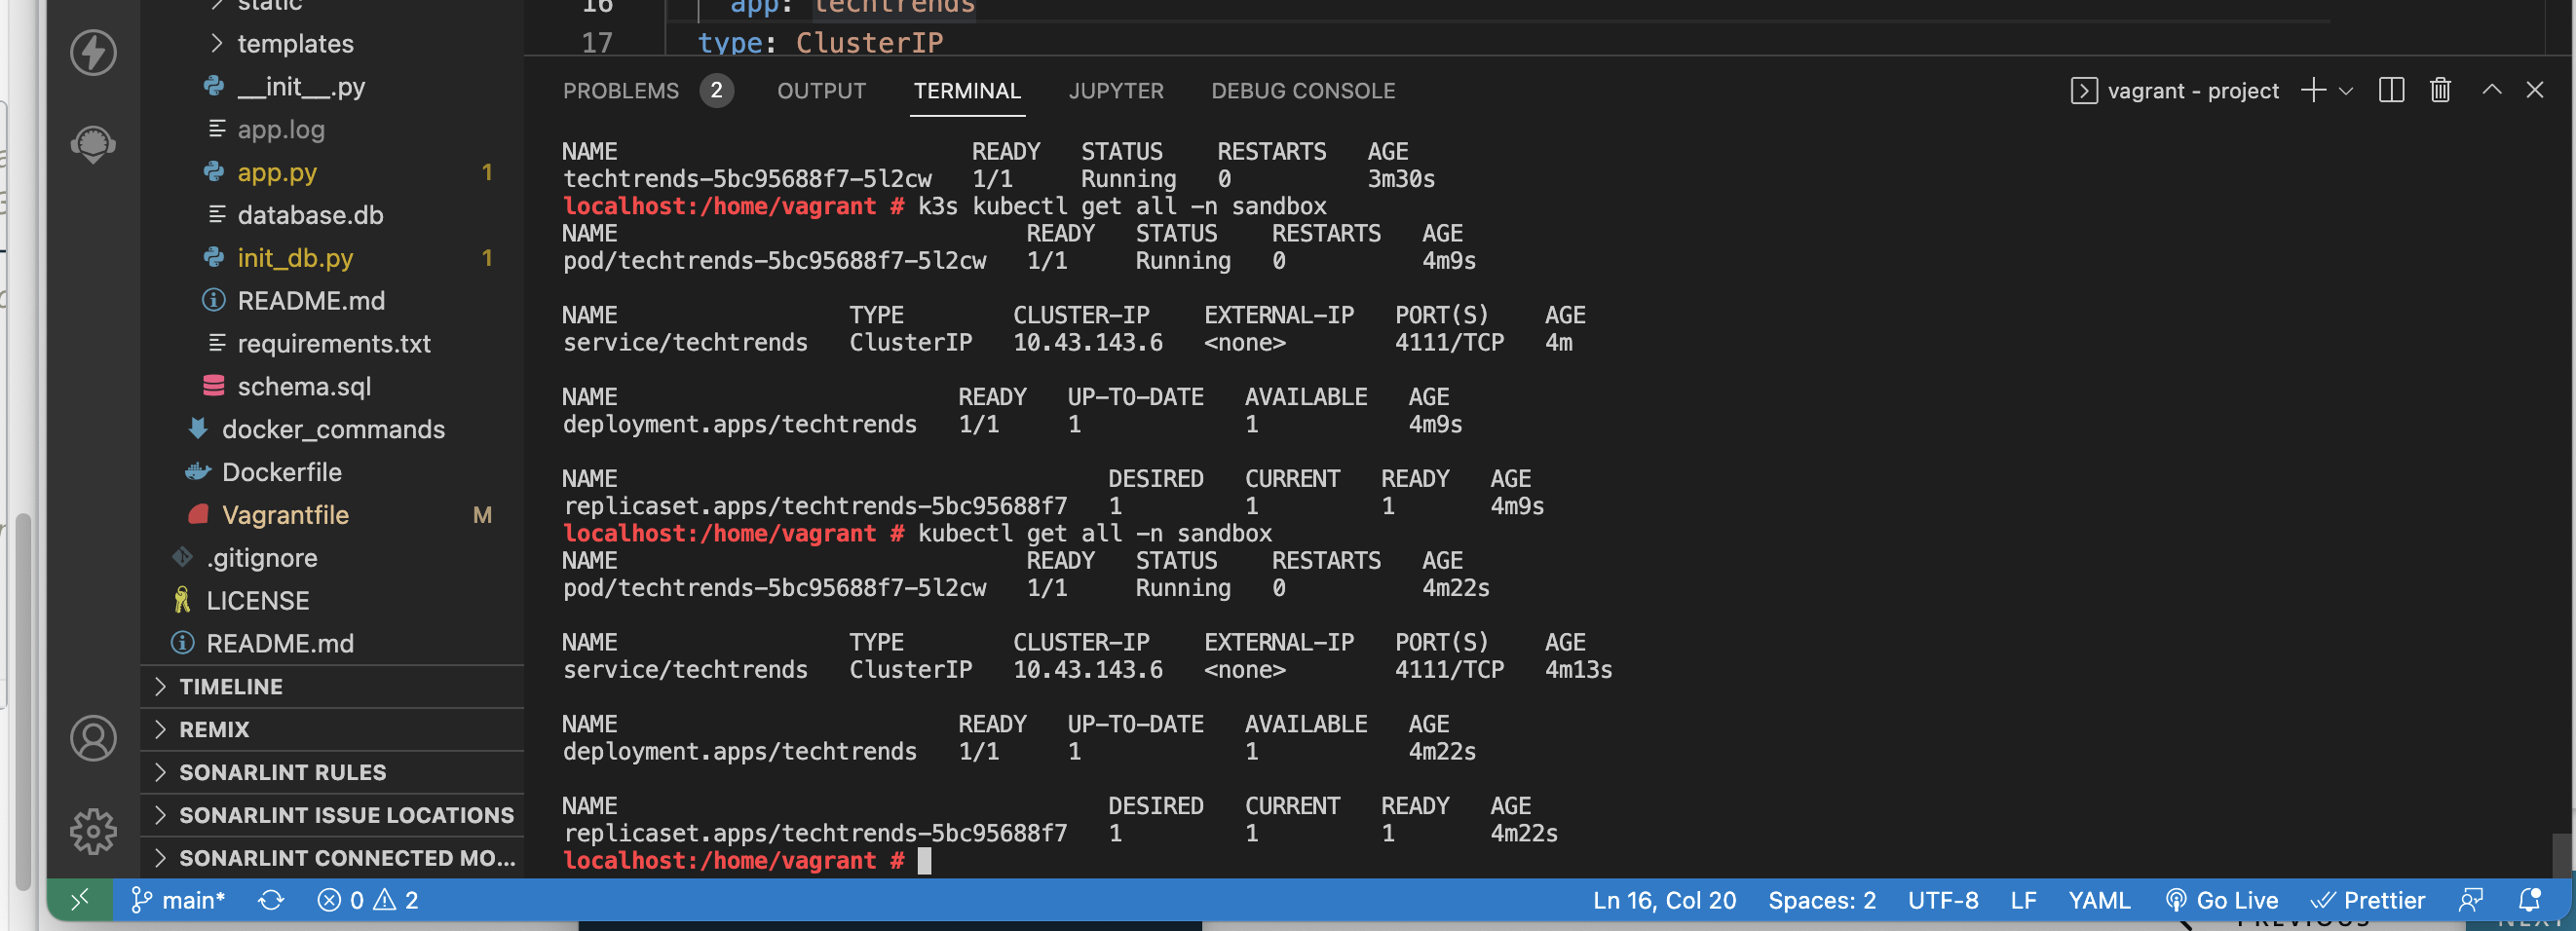 static
templates
__init__.py
app.log
app.py 1
database.db
init_db.py 1
README.md
requirements.txt
schema.sql
docker_commands
Dockerfile
Vagrantfile M
.gitignore
LICENSE
README.md
TIMELINE
REMIX
SONARLINT RULES
SONARLINT ISSUE LOCATIONS
SONARLINT CONNECTED MO...
16 app: techtrends
17 type: ClusterIP
PROBLEMS 2 OUTPUT TERMINAL JUPYTER DEBUG CONSOLE vagrant - project
NAME READY STATUS RESTARTS AGE
techtrends-5bc95688f7-5l2cw 1/1 Running 0 3m30s
localhost:/home/vagrant # k3s kubectl get all -n sandbox
NAME READY STATUS RESTARTS AGE
pod/techtrends-5bc95688f7-5l2cw 1/1 Running 0 4m9s
NAME TYPE CLUSTER-IP EXTERNAL-IP PORT(S) AGE
service/techtrends ClusterIP 10.43.143.6 <none> 4111/TCP 4m
NAME READY UP-TO-DATE AVAILABLE AGE
deployment.apps/techtrends 1/1 1 1 4m9s
NAME DESIRED CURRENT READY AGE
replicaset.apps/techtrends-5bc95688f7 1 1 1 4m9s
localhost:/home/vagrant # kubectl get all -n sandbox
NAME READY STATUS RESTARTS AGE
pod/techtrends-5bc95688f7-5l2cw 1/1 Running 0 4m22s
NAME TYPE CLUSTER-IP EXTERNAL-IP PORT(S) AGE
service/techtrends ClusterIP 10.43.143.6 <none> 4111/TCP 4m13s
NAME READY UP-TO-DATE AVAILABLE AGE
deployment.apps/techtrends 1/1 1 1 4m22s
NAME DESIRED CURRENT READY AGE
replicaset.apps/techtrends-5bc95688f7 1 1 1 4m22s
localhost:/home/vagrant #
main* 0 2 Ln 16, Col 20 Spaces: 2 UTF-8 LF YAML Go Live Prettier
PREVIOUS NEXT